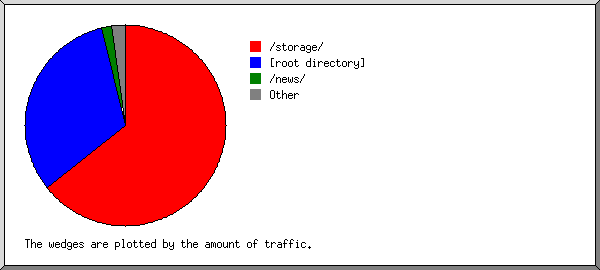 /storage/
[root directory]
/news/
Other
The wedges are plotted by the amount of traffic.